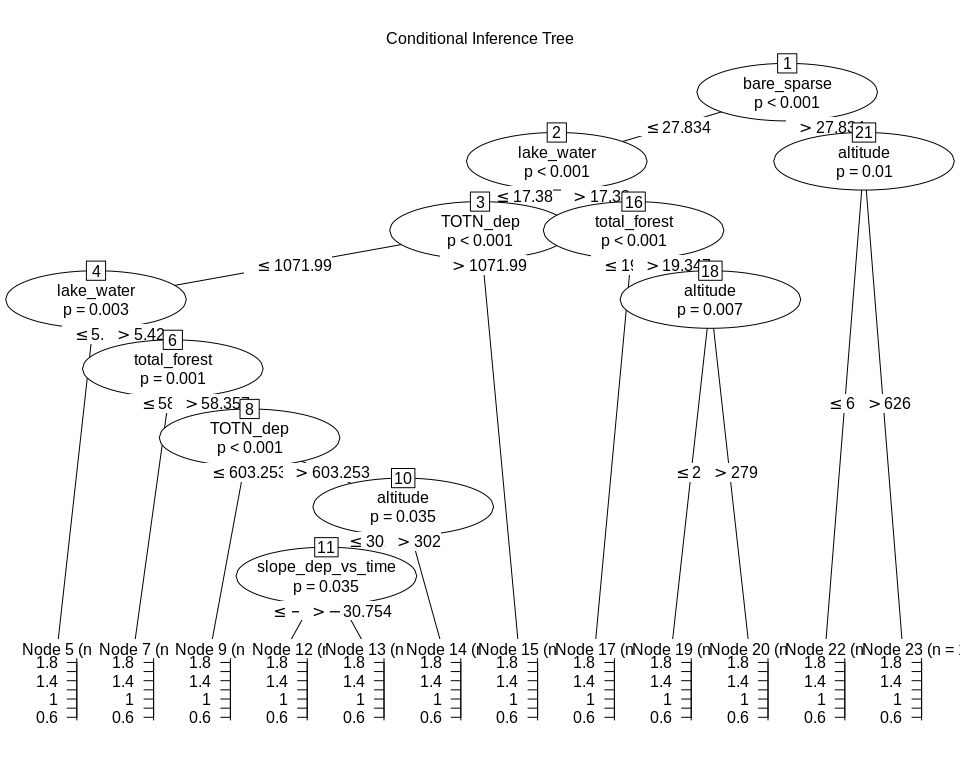 Conditional Inference Tree
1
bare_sparse
p < 0.001
≤ 27.834
> 27.834
2
lake_water
p < 0.001
21
altitude
p = 0.01
≤ 17.38
> 17.38
3
TOTN_dep
p < 0.001
16
total_forest
p < 0.001
≤ 1071.99
> 1071.99
≤ 19
> 19.347
4
lake_water
p = 0.003
18
altitude
p = 0.007
≤ 5.
> 5.42
6
total_forest
p = 0.001
≤ 58
> 58.357
≤ 6
> 626
8
TOTN_dep
p < 0.001
≤ 603.253
> 603.253
≤ 2
> 279
10
altitude
p = 0.035
≤ 30
> 302
11
slope_dep_vs_time
p = 0.035
≤ −
> −30.754
Node 5 (n Node 7 (n Node 9 (n Node 12 (n Node 13 (n Node 14 (n Node 15 (n Node 17 (n Node 19 (n Node 20 (n Node 22 (n Node 23 (n =
1.8 1.8 1.8 1.8 1.8 1.8 1.8 1.8 1.8 1.8 1.8 1.8
1.4 1.4 1.4 1.4 1.4 1.4 1.4 1.4 1.4 1.4 1.4 1.4
1 1 1 1 1 1 1 1 1 1 1 1
0.6 0.6 0.6 0.6 0.6 0.6 0.6 0.6 0.6 0.6 0.6 0.6